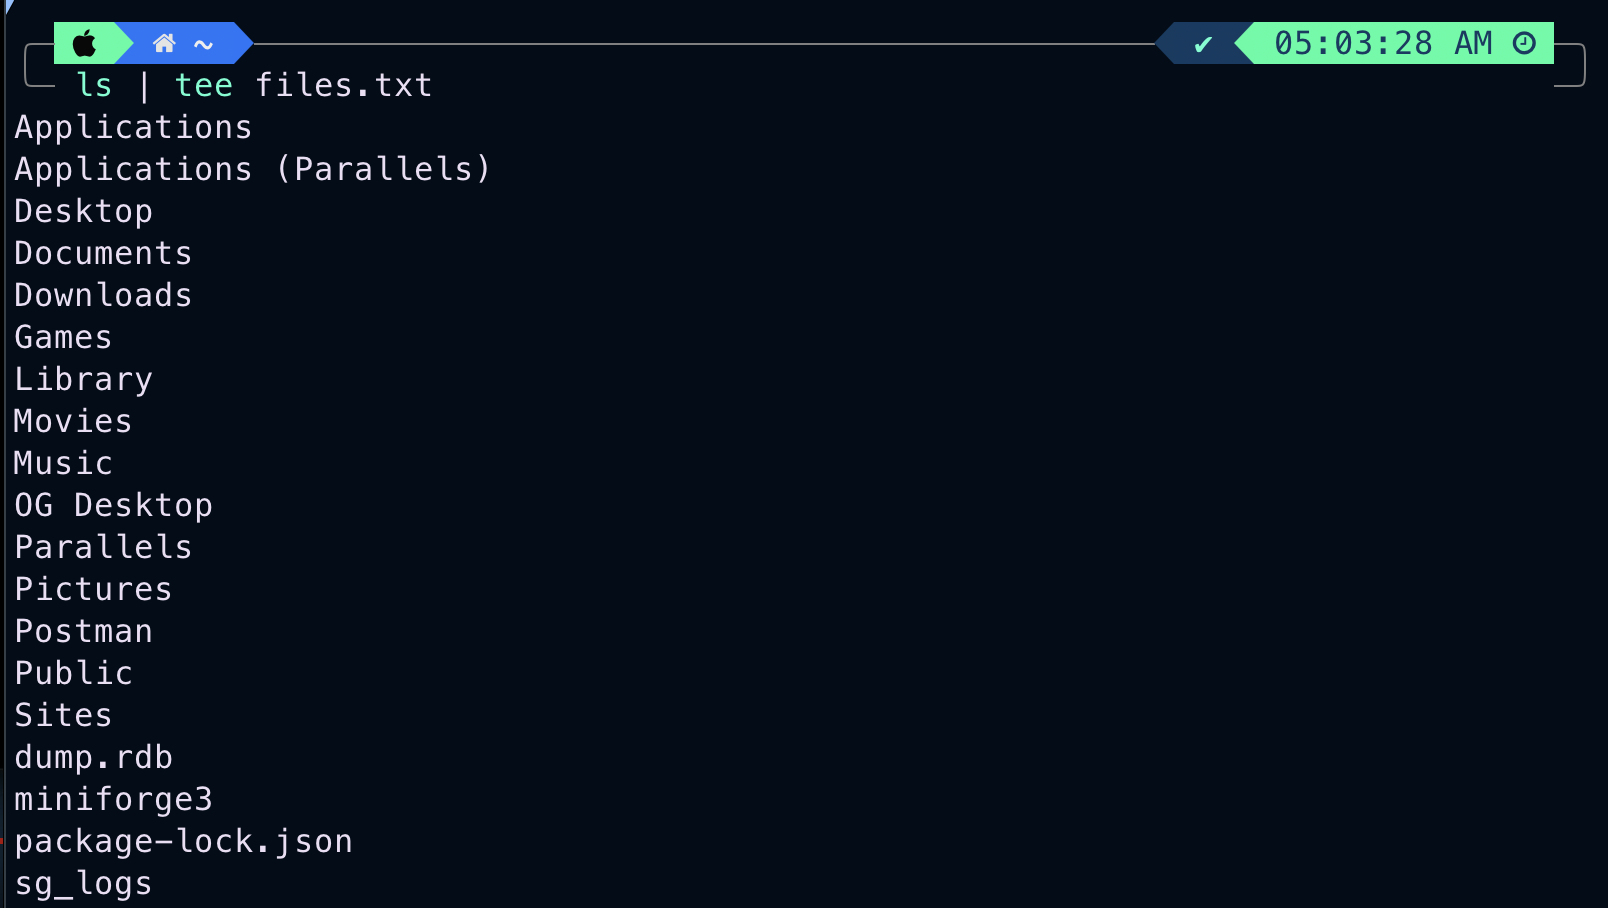 ~ ✔ 05:03:28 AM
ls | tee files.txt
Applications
Applications (Parallels)
Desktop
Documents
Downloads
Games
Library
Movies
Music
OG Desktop
Parallels
Pictures
Postman
Public
Sites
dump.rdb
miniforge3
package-lock.json
sg_logs